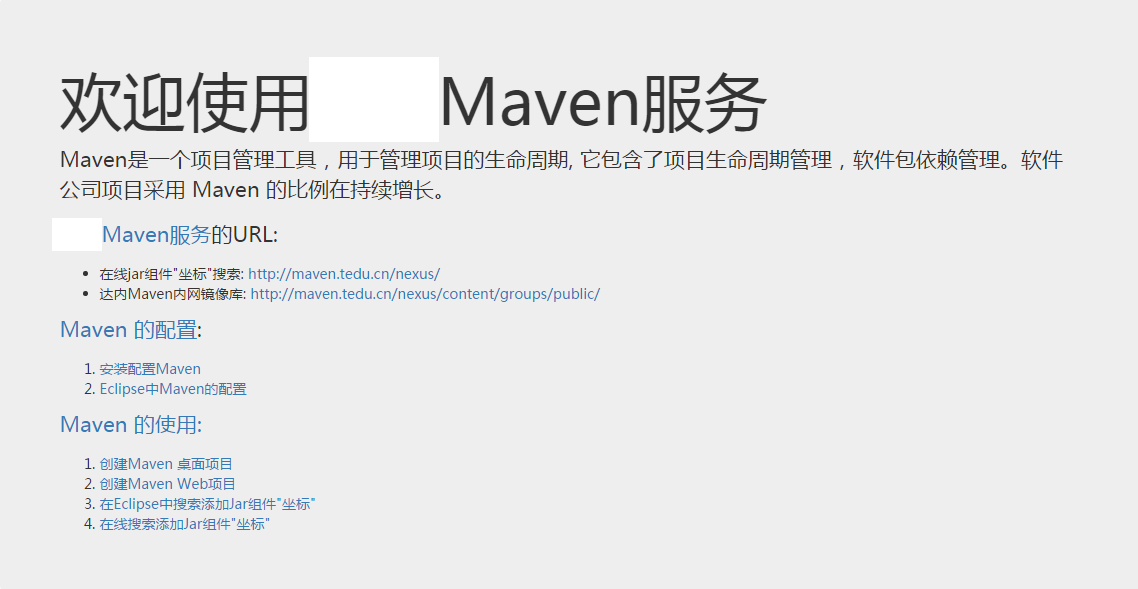 欢迎使用 Maven服务
Maven是一个项目管理工具，用于管理项目的生命周期, 它包含了项目生命周期管理，软件包依赖管理。软件
公司项目采用 Maven 的比例在持续增长。
Maven服务的URL:
• 在线jar组件"坐标"搜索: http://maven.tedu.cn/nexus/
• 达内Maven内网镜像库: http://maven.tedu.cn/nexus/content/groups/public/
Maven 的配置:
1. 安装配置Maven
2. Eclipse中Maven的配置
Maven 的使用:
1. 创建Maven 桌面项目
2. 创建Maven Web项目
3. 在Eclipse中搜索添加Jar组件"坐标"
4. 在线搜索添加Jar组件"坐标"